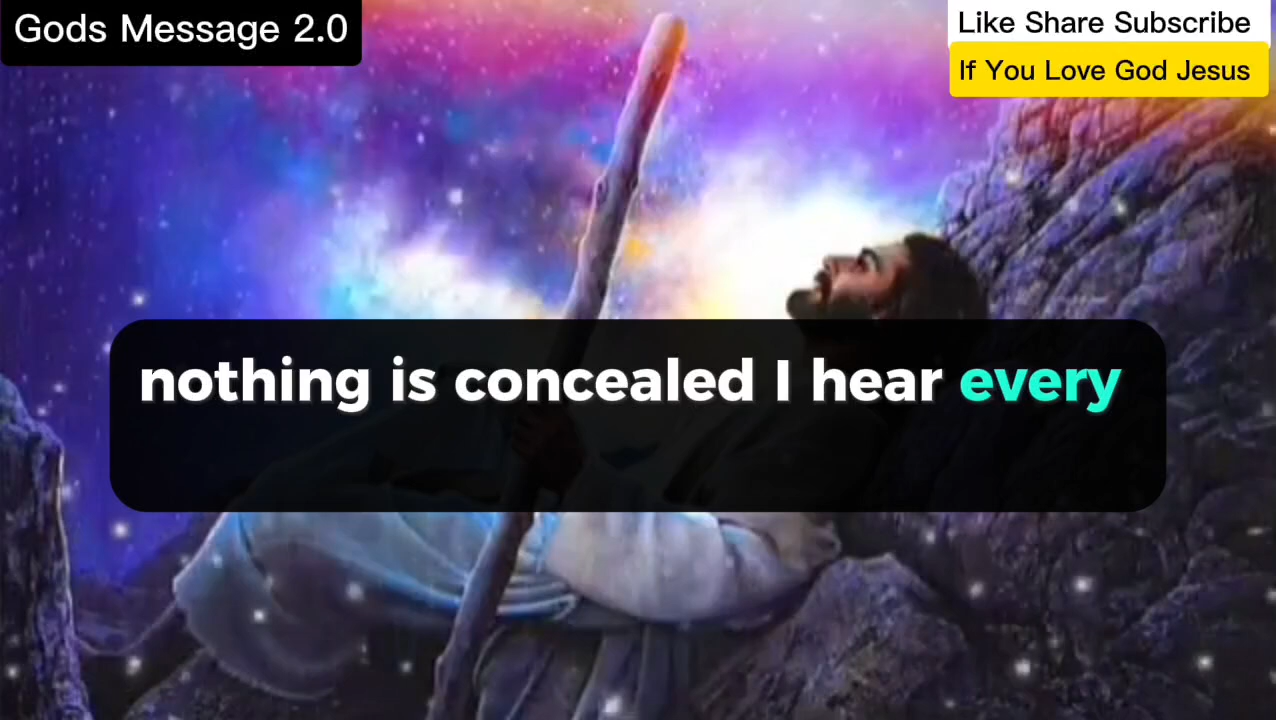 Gods Message 2.0
Like Share Subscribe
If You Love God Jesus
nothing is concealed I hear every